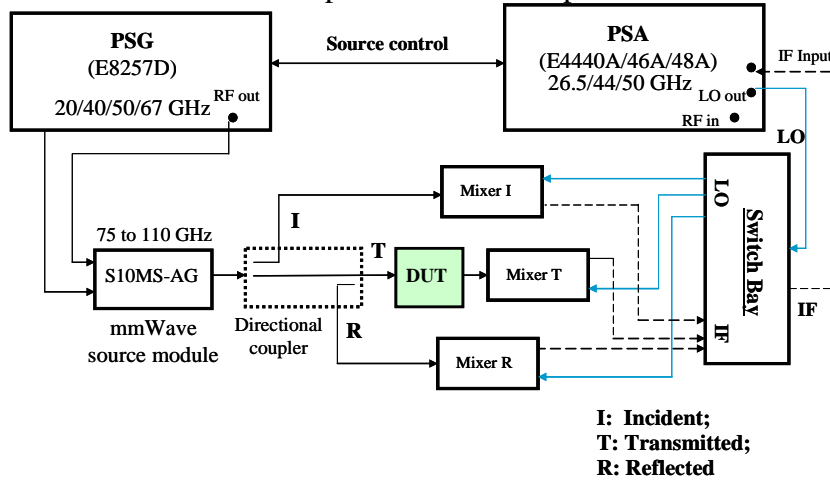 PSG
(E8257D)
20/40/50/67 GHz
RF out
Source control
PSA
(E4440A/46A/48A)
26.5/44/50 GHz
LO out
RF in
IF Input
LO
75 to 110 GHz
S10MS-AG
mmWave
source module
Directional
coupler
I
T
R
DUT
Mixer I
Mixer T
Mixer R
LO
Switch Bay
IF
IF
I: Incident;
T: Transmitted;
R: Reflected